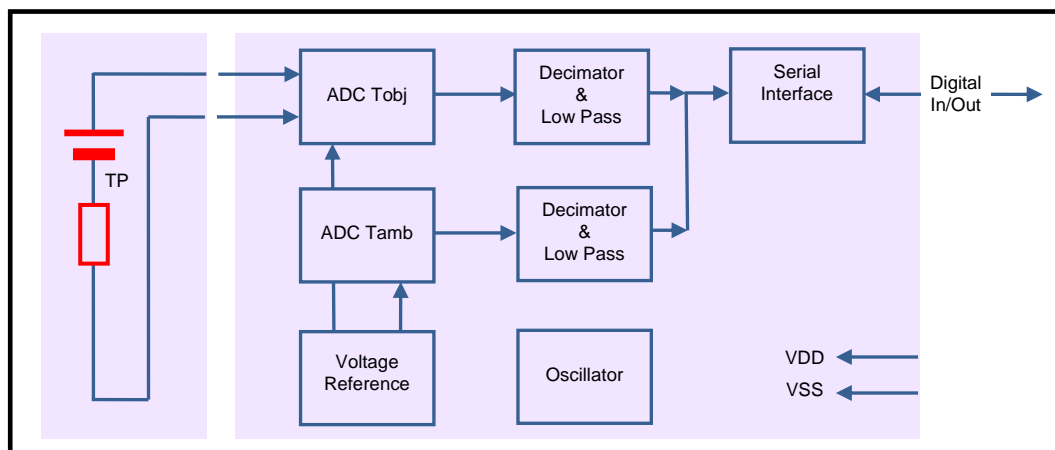 ADC Tobj
Decimator
&
Low Pass
Serial
Interface
Digital
In/Out
TP
ADC Tamb
Decimator
&
Low Pass
Voltage
Reference
Oscillator
VDD
VSS